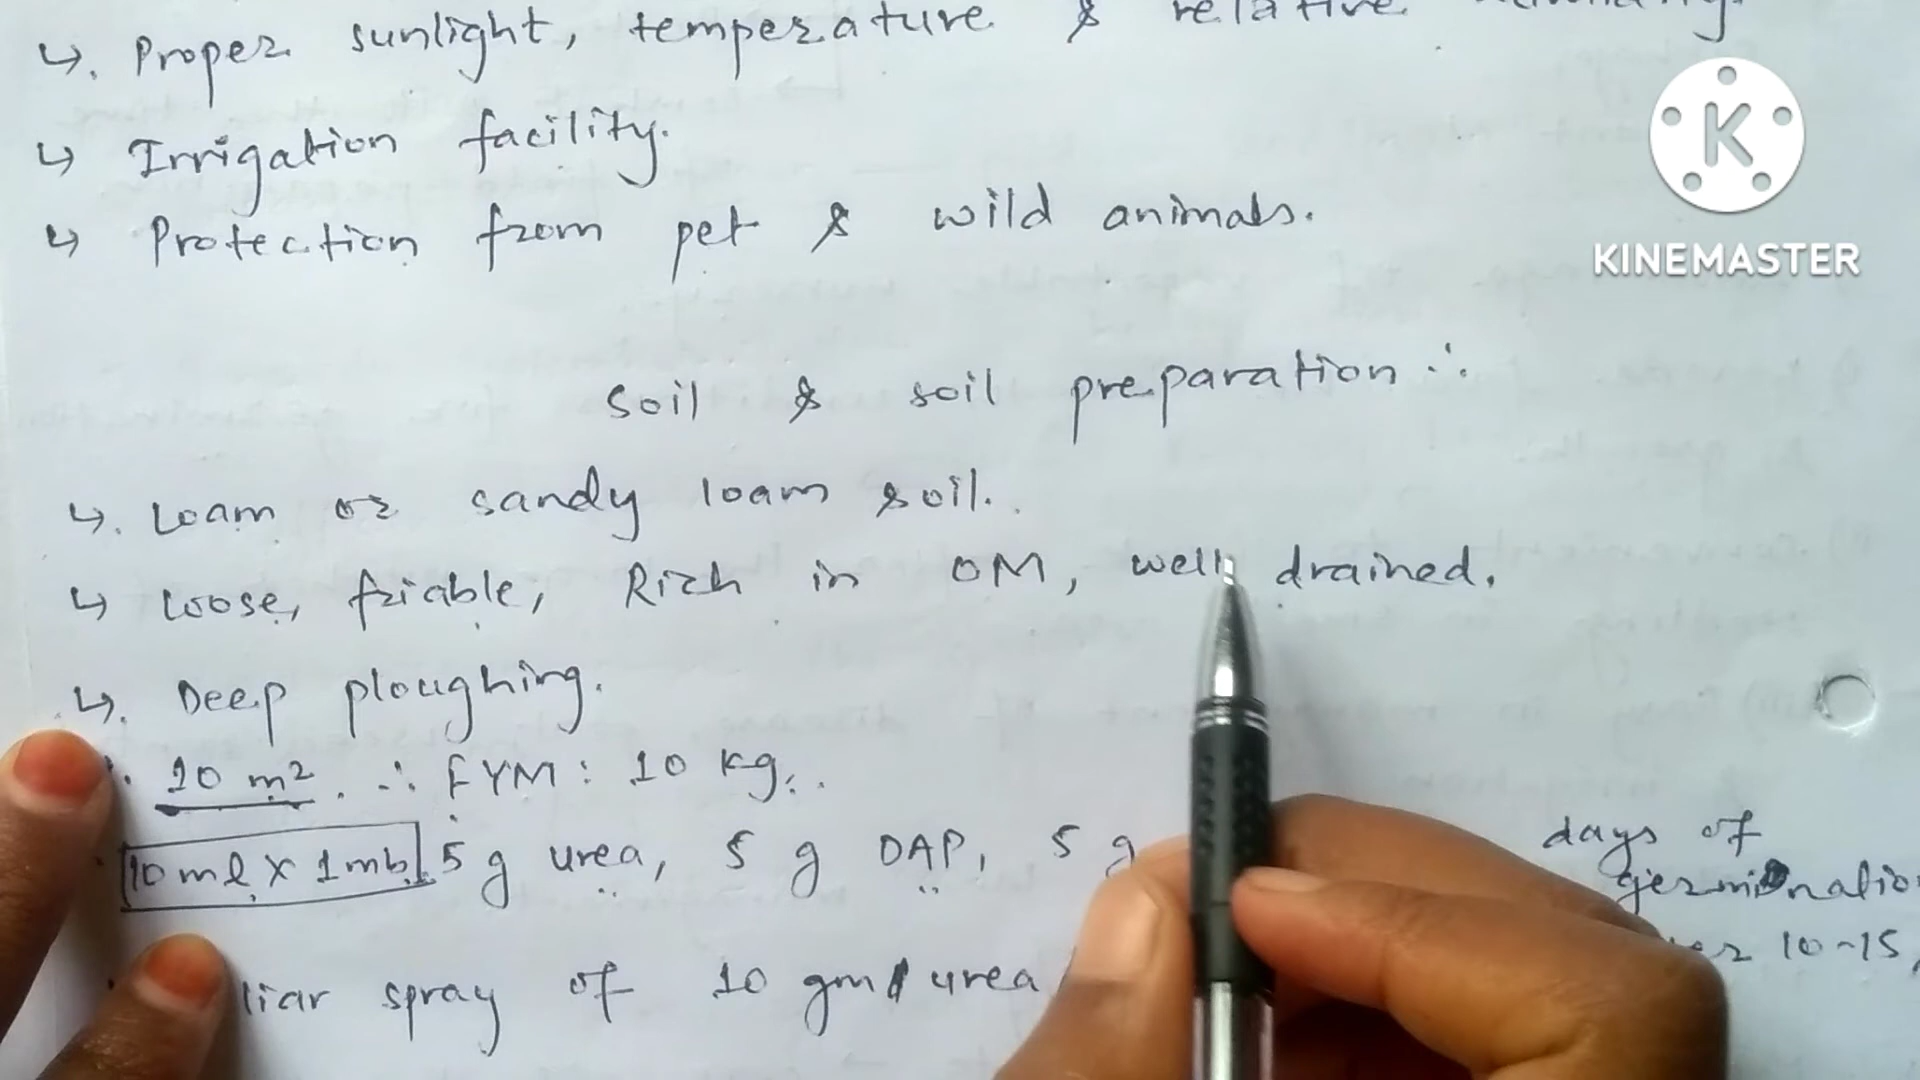 ↳. Proper sunlight, temperature & relative
↳ Irrigation facility.
↳ Protection from pet & wild animals.
K
KINEMASTER
soil & soil preparation :
↳. Loam or sandy loam soil.
↳ Loose, friable, Rich in OM, well drained.
↳. Deep ploughing.
10 m² . ∴ FYM : 10 kg.
10 ml x 1 mb 5 g urea, 5 g DAP, 5 g
days of
germination
10-15,
liar spray of 10 gm urea